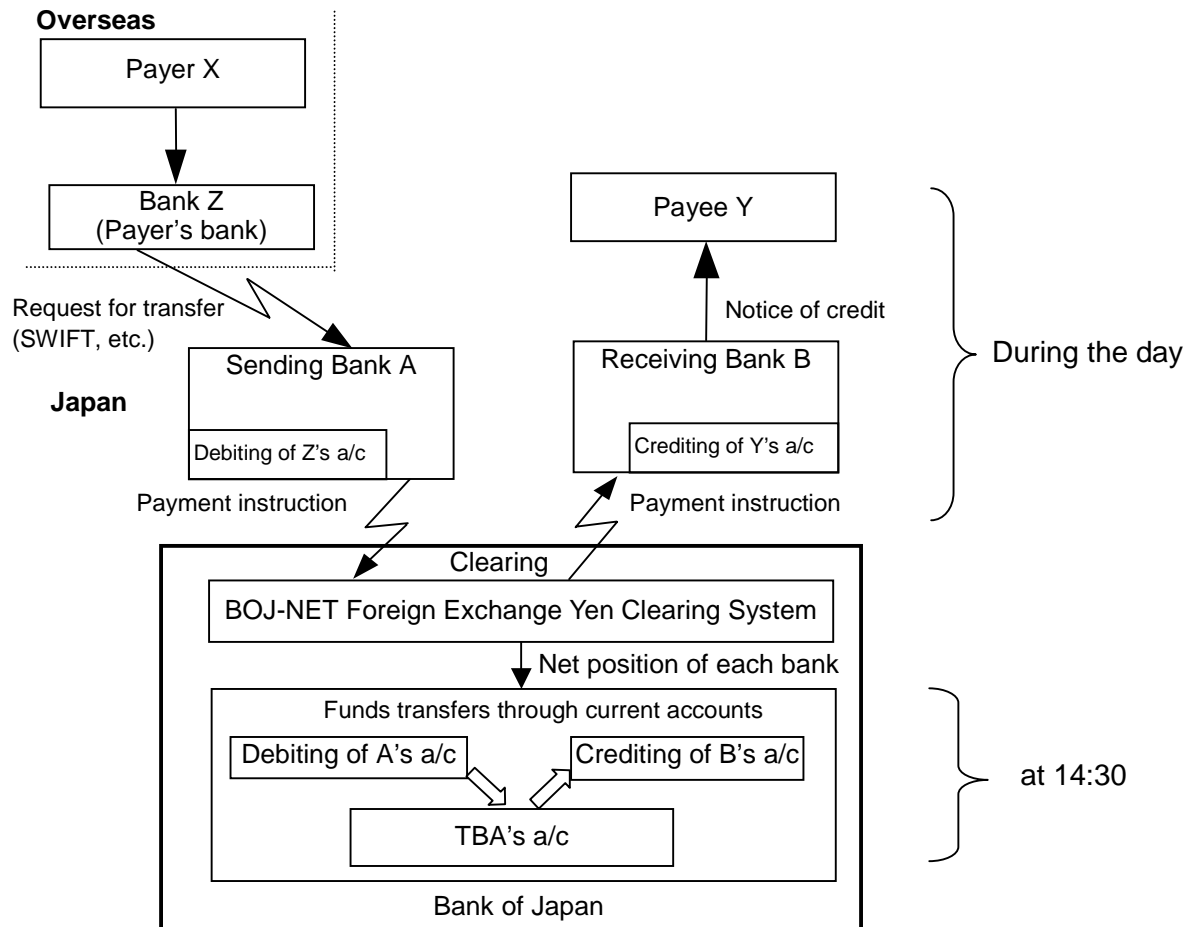 Overseas
Payer X
Bank Z
(Payer’s bank)
Request for transfer
(SWIFT, etc.)
Japan
Sending Bank A
Debiting of Z’s a/c
Payment instruction
Payee Y
Notice of credit
Receiving Bank B
Crediting of Y’s a/c
Payment instruction
During the day
Clearing
BOJ-NET Foreign Exchange Yen Clearing System
Net position of each bank
Funds transfers through current accounts
Debiting of A’s a/c
Crediting of B’s a/c
TBA’s a/c
at 14:30
Bank of Japan